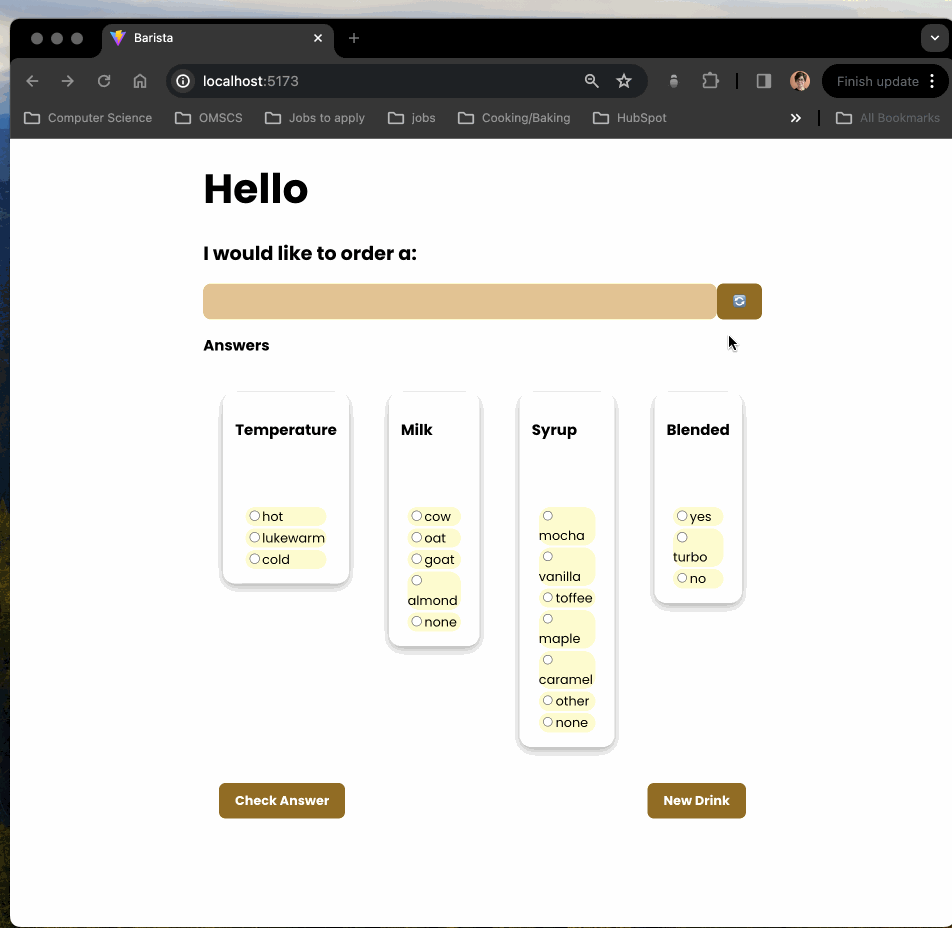 Barista
localhost:5173
Finish update
Computer Science
OMSCS
Jobs to apply
jobs
Cooking/Baking
HubSpot
All Bookmarks
Hello
I would like to order a:
Answers
Temperature
hot
lukewarm
cold
Milk
cow
oat
goat
almond
none
Syrup
mocha
vanilla
toffee
maple
caramel
other
none
Blended
yes
turbo
no
Check Answer
New Drink